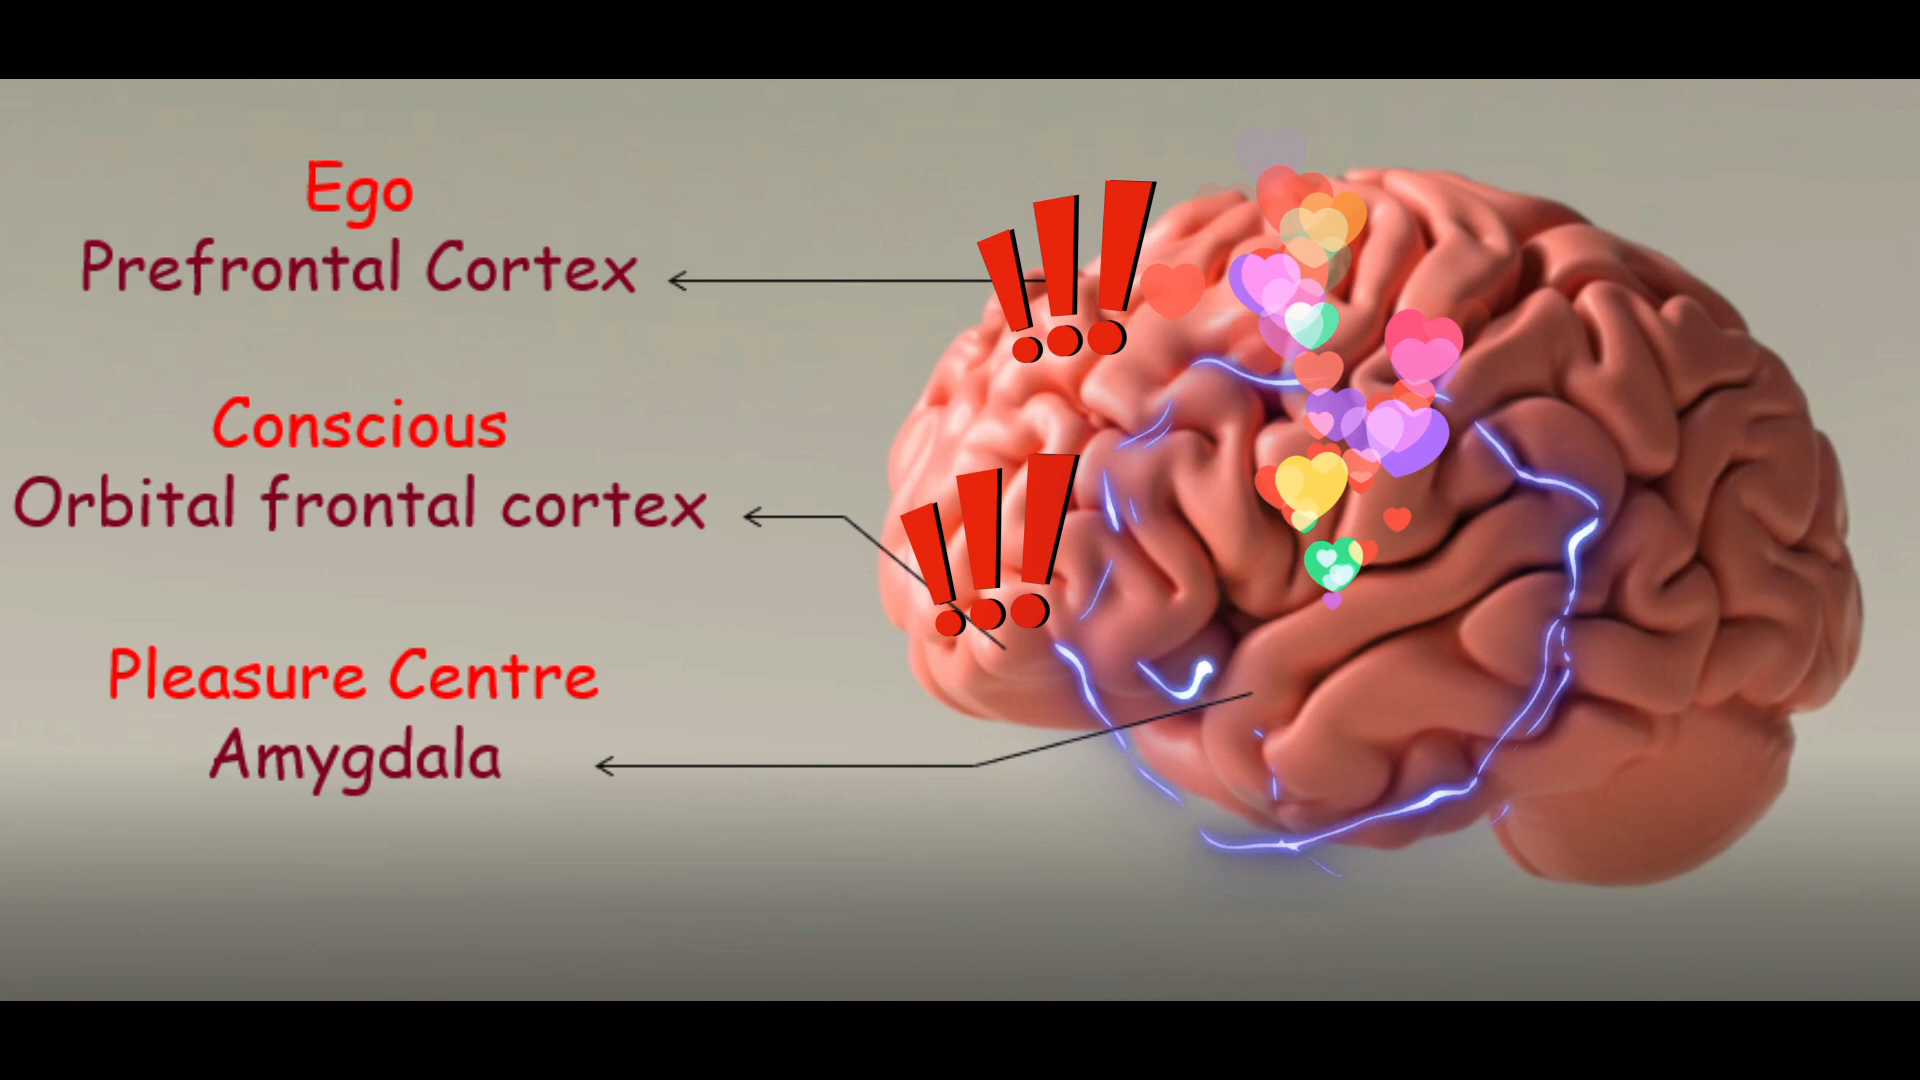 Ego
Prefrontal Cortex
Conscious
Orbital frontal cortex
Pleasure Centre
Amygdala